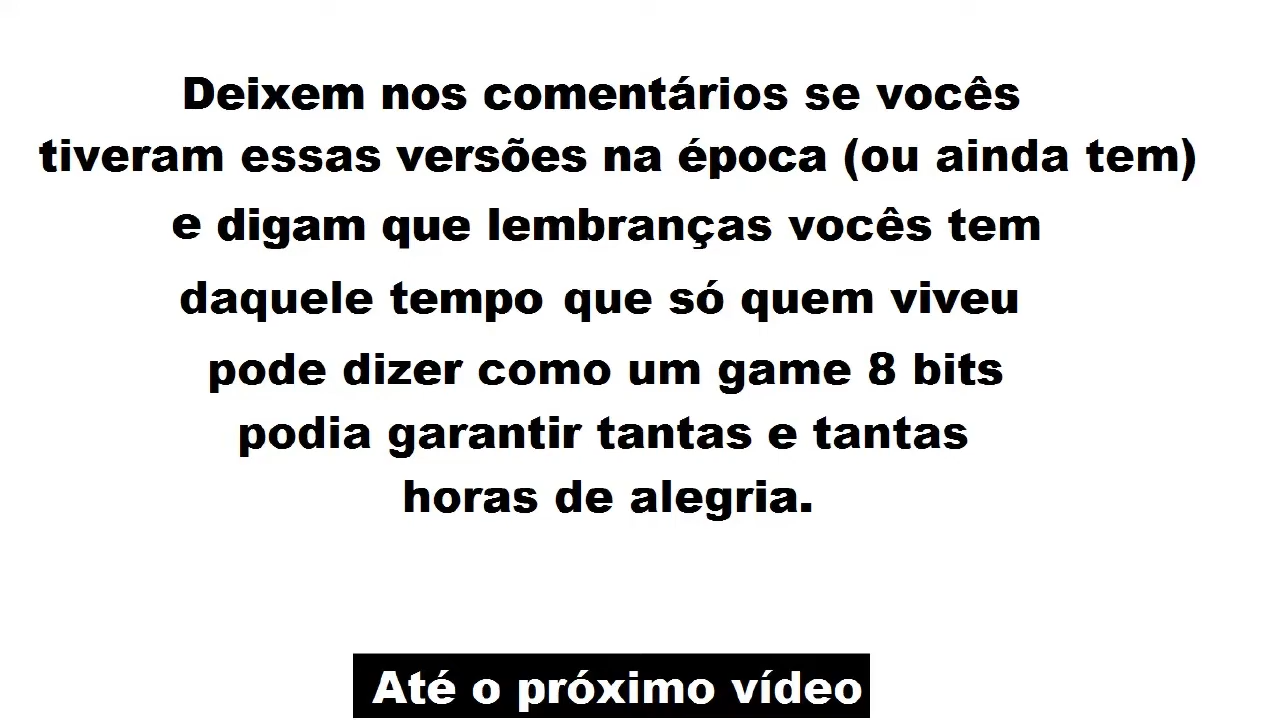 Deixem nos comentários se vocês
tiveram essas versões na época (ou ainda tem)
e digam que lembranças vocês tem
daquele tempo que só quem viveu
pode dizer como um game 8 bits
podia garantir tantas e tantas
horas de alegria.
Até o próximo vídeo